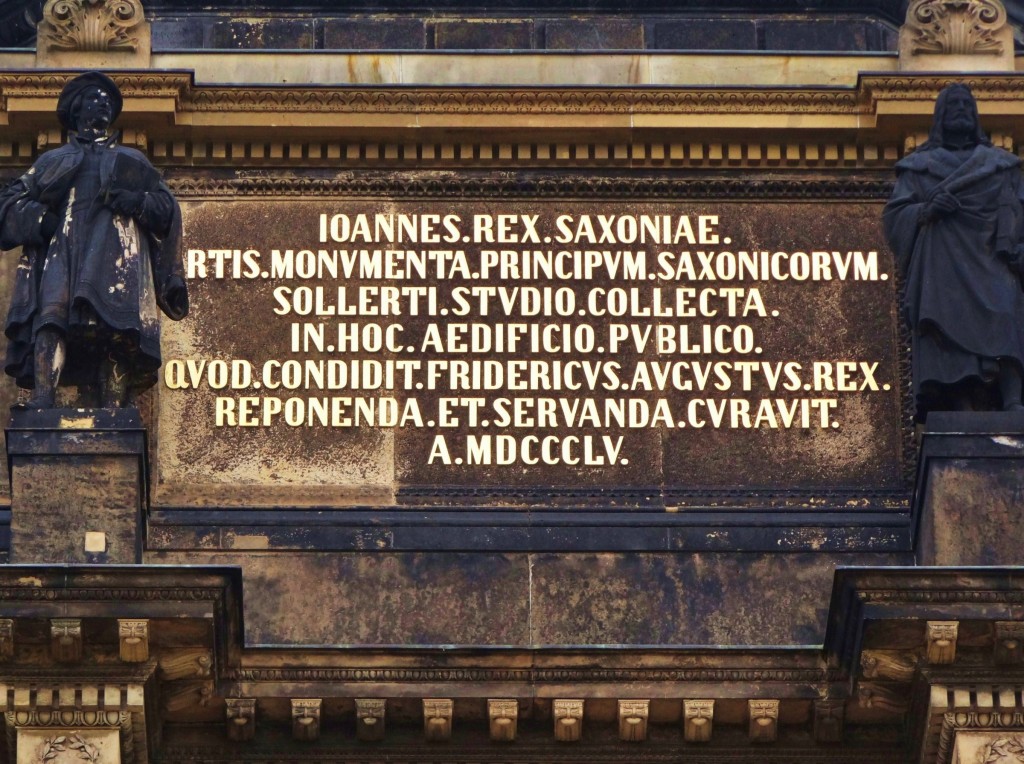 IOANNES.REX.SAXONIAE.
RTIS.MONVMENTA.PRINCIPVM.SAXONICORVM.
SOLLERTI.STVDIO.COLLECTA.
IN.HOC.AEDIFICIO.PVBLICO.
QVOD.CONDIDIT.FRIDERICVS.AVGVSTVS.REX.
REPONENDA.ET.SERVANDA.CVRAVIT.
A.MDCCCLV.